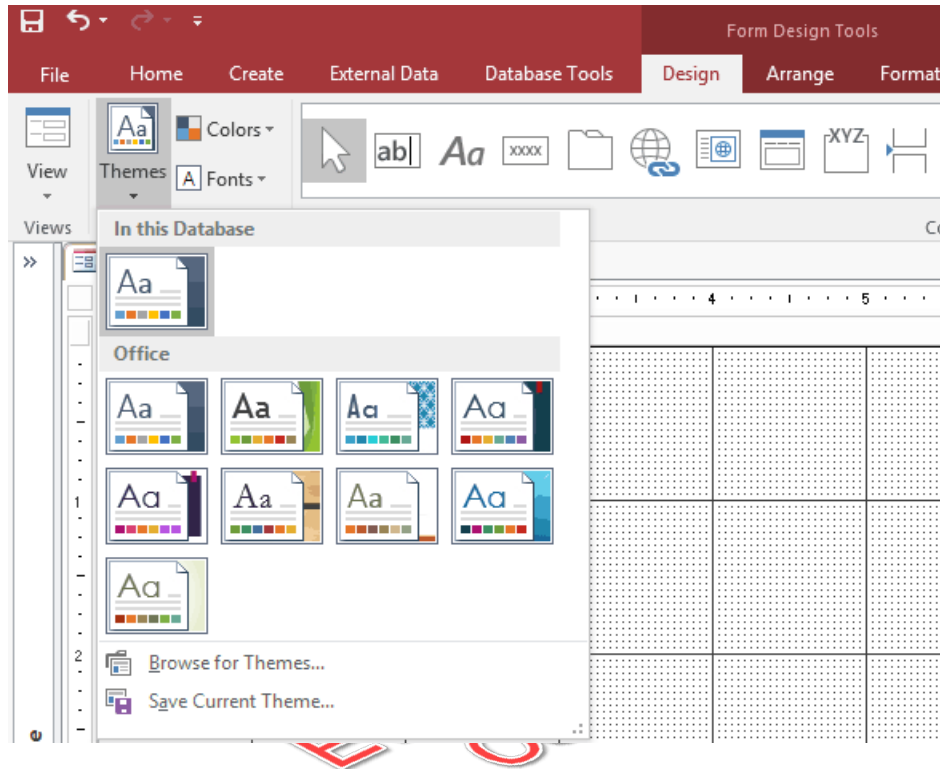 Form Design Tools
File Home Create External Data Database Tools Design Arrange Format
Aa Colors ab| Aa xxxx XYZ
View Themes A Fonts
Views In this Database
Aa
4 5
Office
Aa Aa Aa Aa
1 Aa Aa Aa Aa
Aa
2 Browse for Themes...
Save Current Theme...